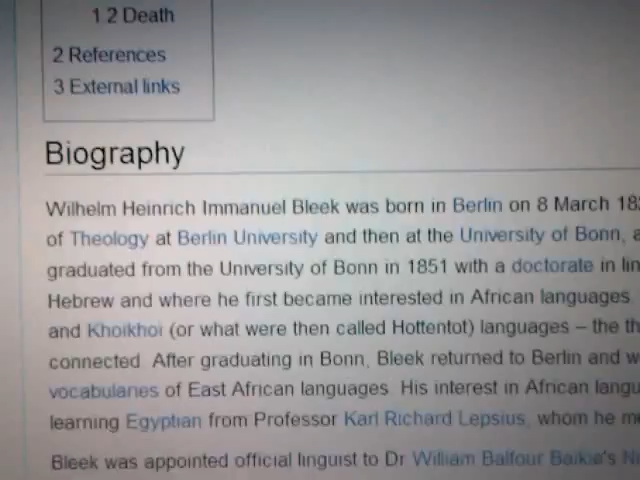 1 2 Death
2 References
3 External links
Biography
Wilhelm Heinrich Immanuel Bleek was born in Berlin on 8 March 18
of Theology at Berlin University and then at the University of Bonn,
graduated from the University of Bonn in 1851 with a doctorate in
Hebrew and where he first became interested in African languages
and Khoikhoi (or what were then called Hottentot) languages – the
connected After graduating in Bonn, Bleek returned to Berlin and
vocabularies of East African languages His interest in African
learning Egyptian from Professor Karl Richard Lepsius, whom he
Bleek was appointed official linguist to Dr William Balfour Baikie's